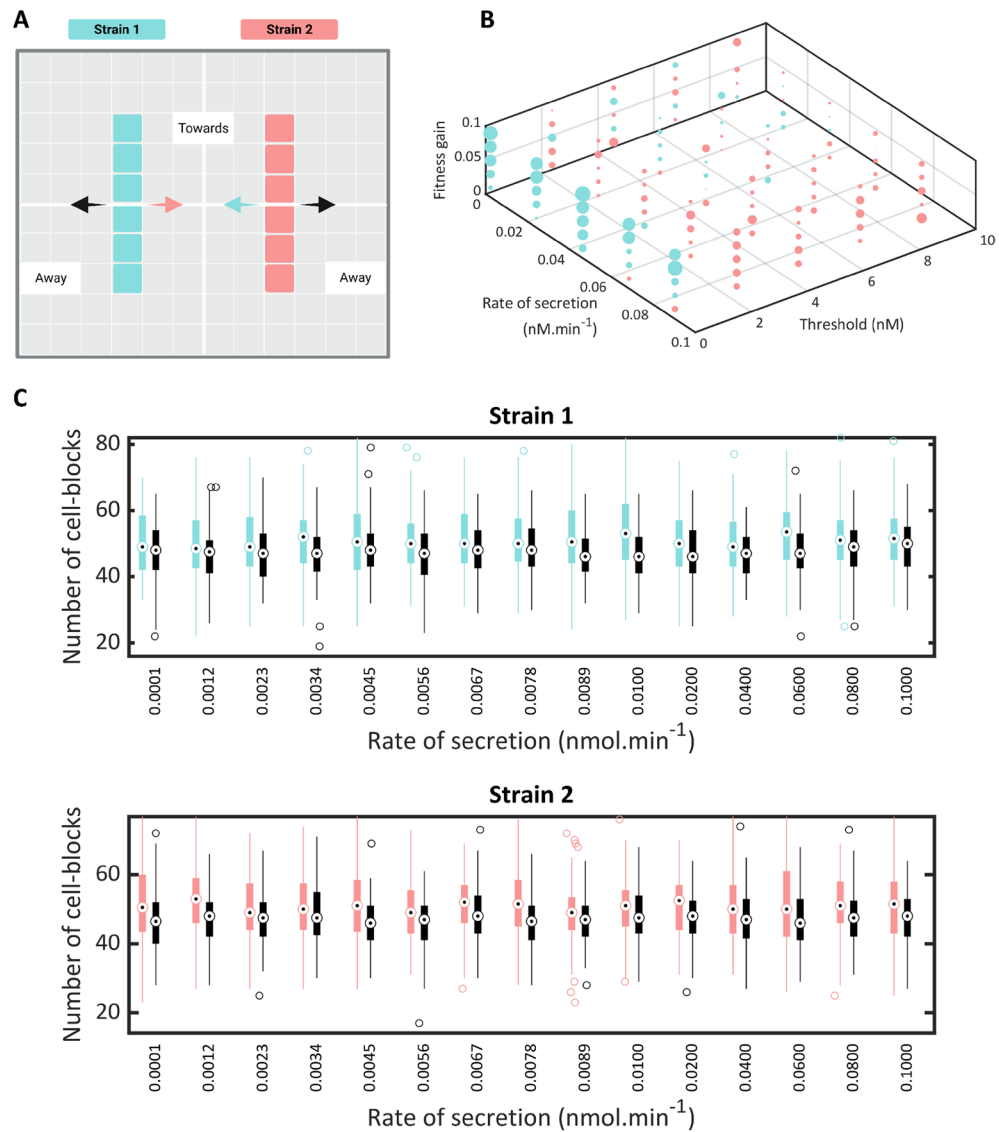 A
Strain 1
Strain 2
Towards
Away
Away
B
Fitness gain
0.1
0.05
0
0
0.02
0.04
0.06
0.08
0.1
Rate of secretion
(nM.min-1)
0
2
4
6
8
10
Threshold (nM)
C
Strain 1
Number of cell-blocks
80
60
40
20
0.0001
0.0012
0.0023
0.0034
0.0045
0.0056
0.0067
0.0078
0.0089
0.0100
0.0200
0.0400
0.0600
0.0800
0.1000
Rate of secretion (nmol.min-1)
Strain 2
Number of cell-blocks
60
40
20
0.0001
0.0012
0.0023
0.0034
0.0045
0.0056
0.0067
0.0078
0.0089
0.0100
0.0200
0.0400
0.0600
0.0800
0.1000
Rate of secretion (nmol.min-1)